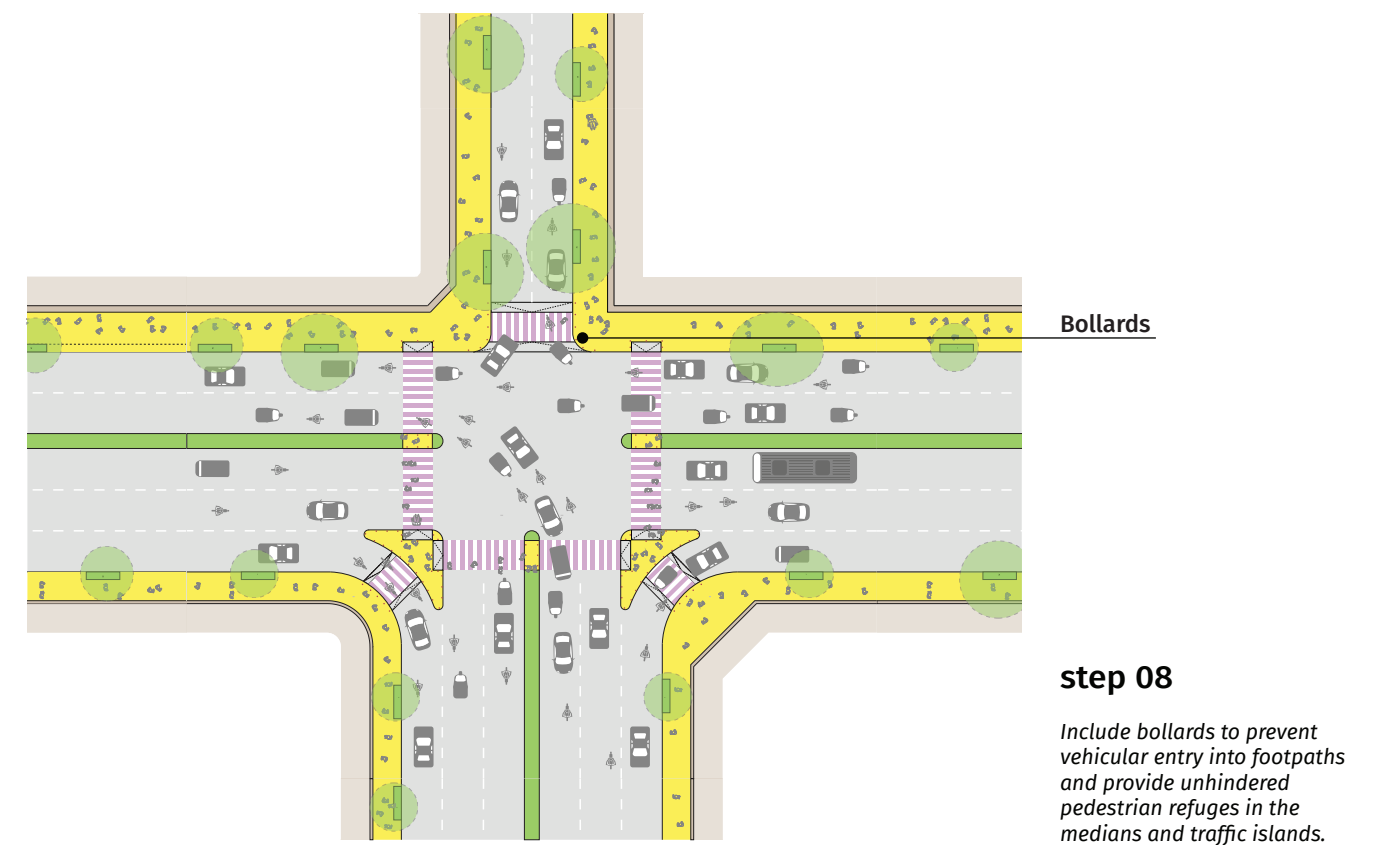 Bollards
step 08
Include bollards to prevent
vehicular entry into footpaths
and provide unhindered
pedestrian refuges in the
medians and traffic islands.